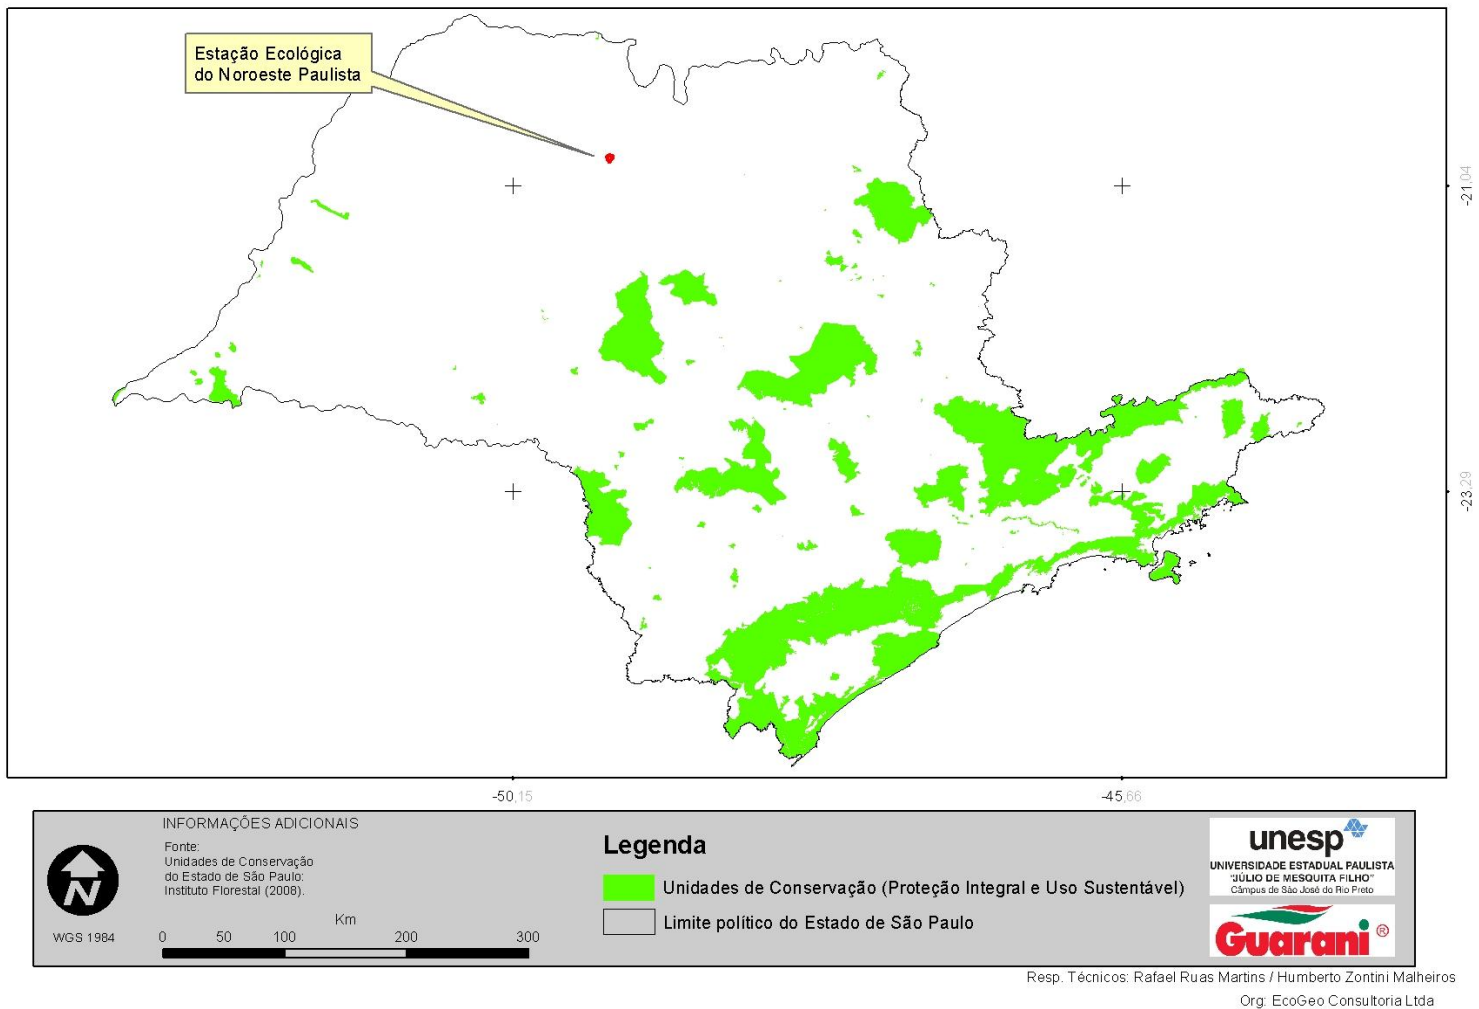 Estação Ecológica
do Noroeste Paulista
-21,04
-23,29
-50,15
-45,66
INFORMAÇÕES ADICIONAIS
Fonte:
Unidades de Conservação
do Estado de São Paulo:
Instituto Florestal (2008).
N
WGS 1984
Km
0 50 100 200 300
Legenda
Unidades de Conservação (Proteção Integral e Uso Sustentável)
Limite político do Estado de São Paulo
unesp
UNIVERSIDADE ESTADUAL PAULISTA
"JÚLIO DE MESQUITA FILHO"
Câmpus de São José do Rio Preto
Guarani ®
Resp. Técnicos: Rafael Ruas Martins / Humberto Zontini Malheiros
Org: EcoGeo Consultoria Ltda